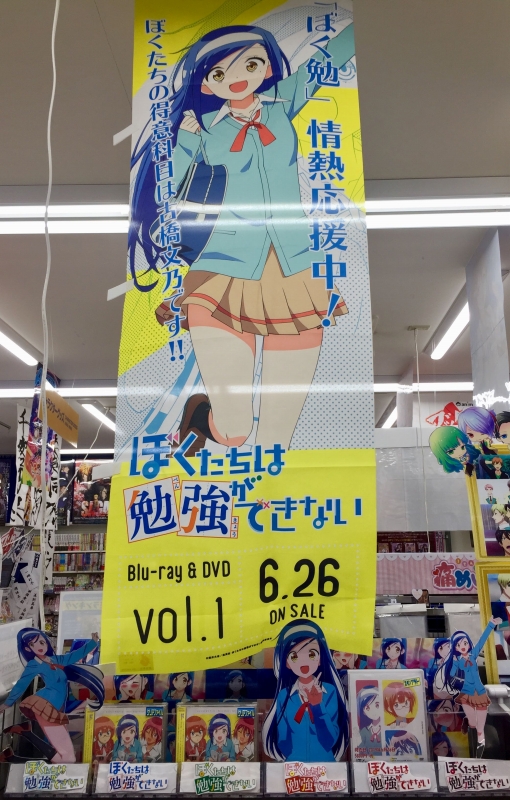 「ぼく勉」情熱応援中！
ぼくたちの得意科目は古橋文乃です!!
ぼくたちは
勉強ができない
べん
きょう
Blu-ray & DVD
vol.1
6.26
ON SALE
ぼくたちは
勉強ができない
ぼくたちは
勉強ができない
ぼくたちは
勉強ができない
ぼくたちは
勉強ができない
ぼくたちは
勉強ができない
ぼくたちは
勉強ができない